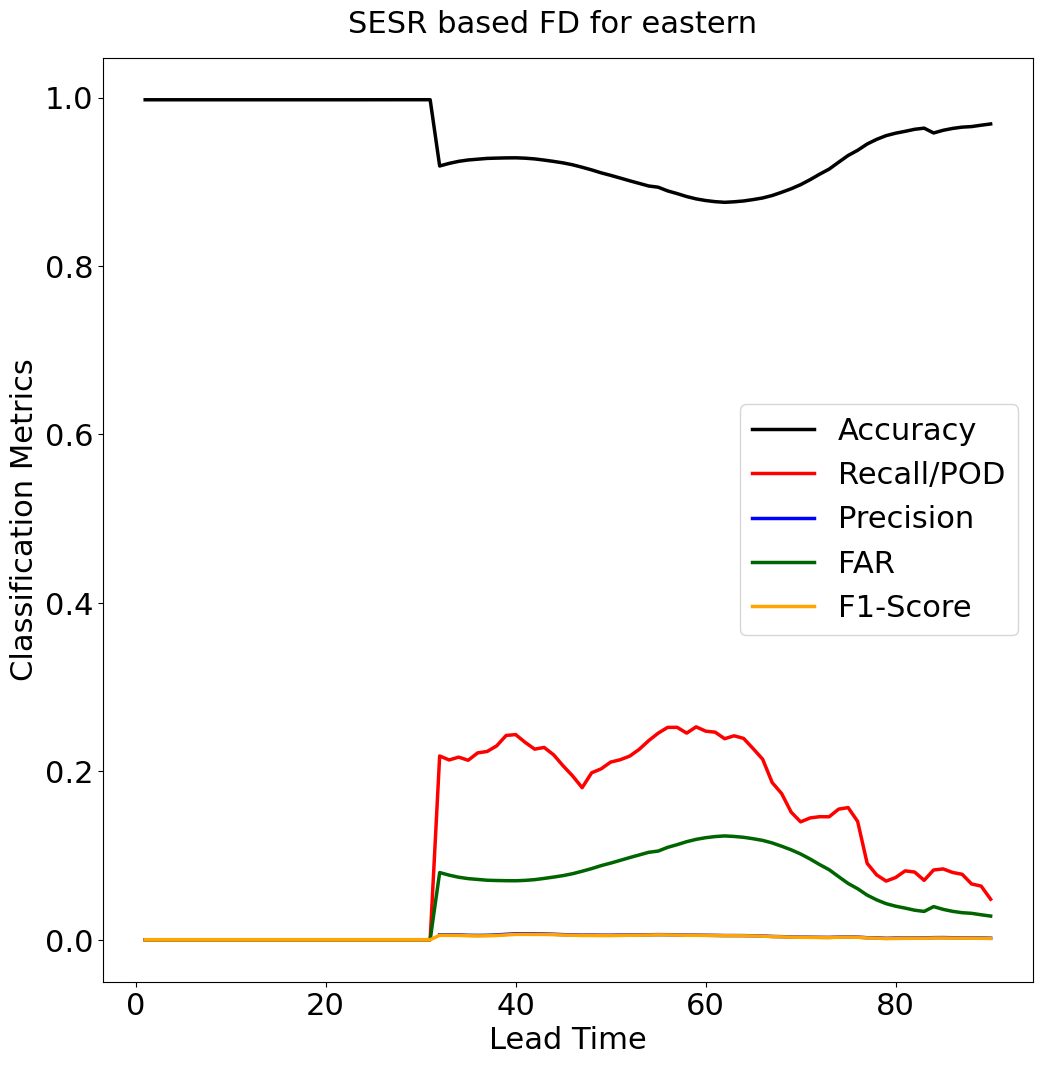 SESR based FD for eastern
1.0
0.8
0.6
0.4
0.2
0.0
Classification Metrics
Accuracy
Recall/POD
Precision
FAR
F1-Score
0 20 40 60 80
Lead Time